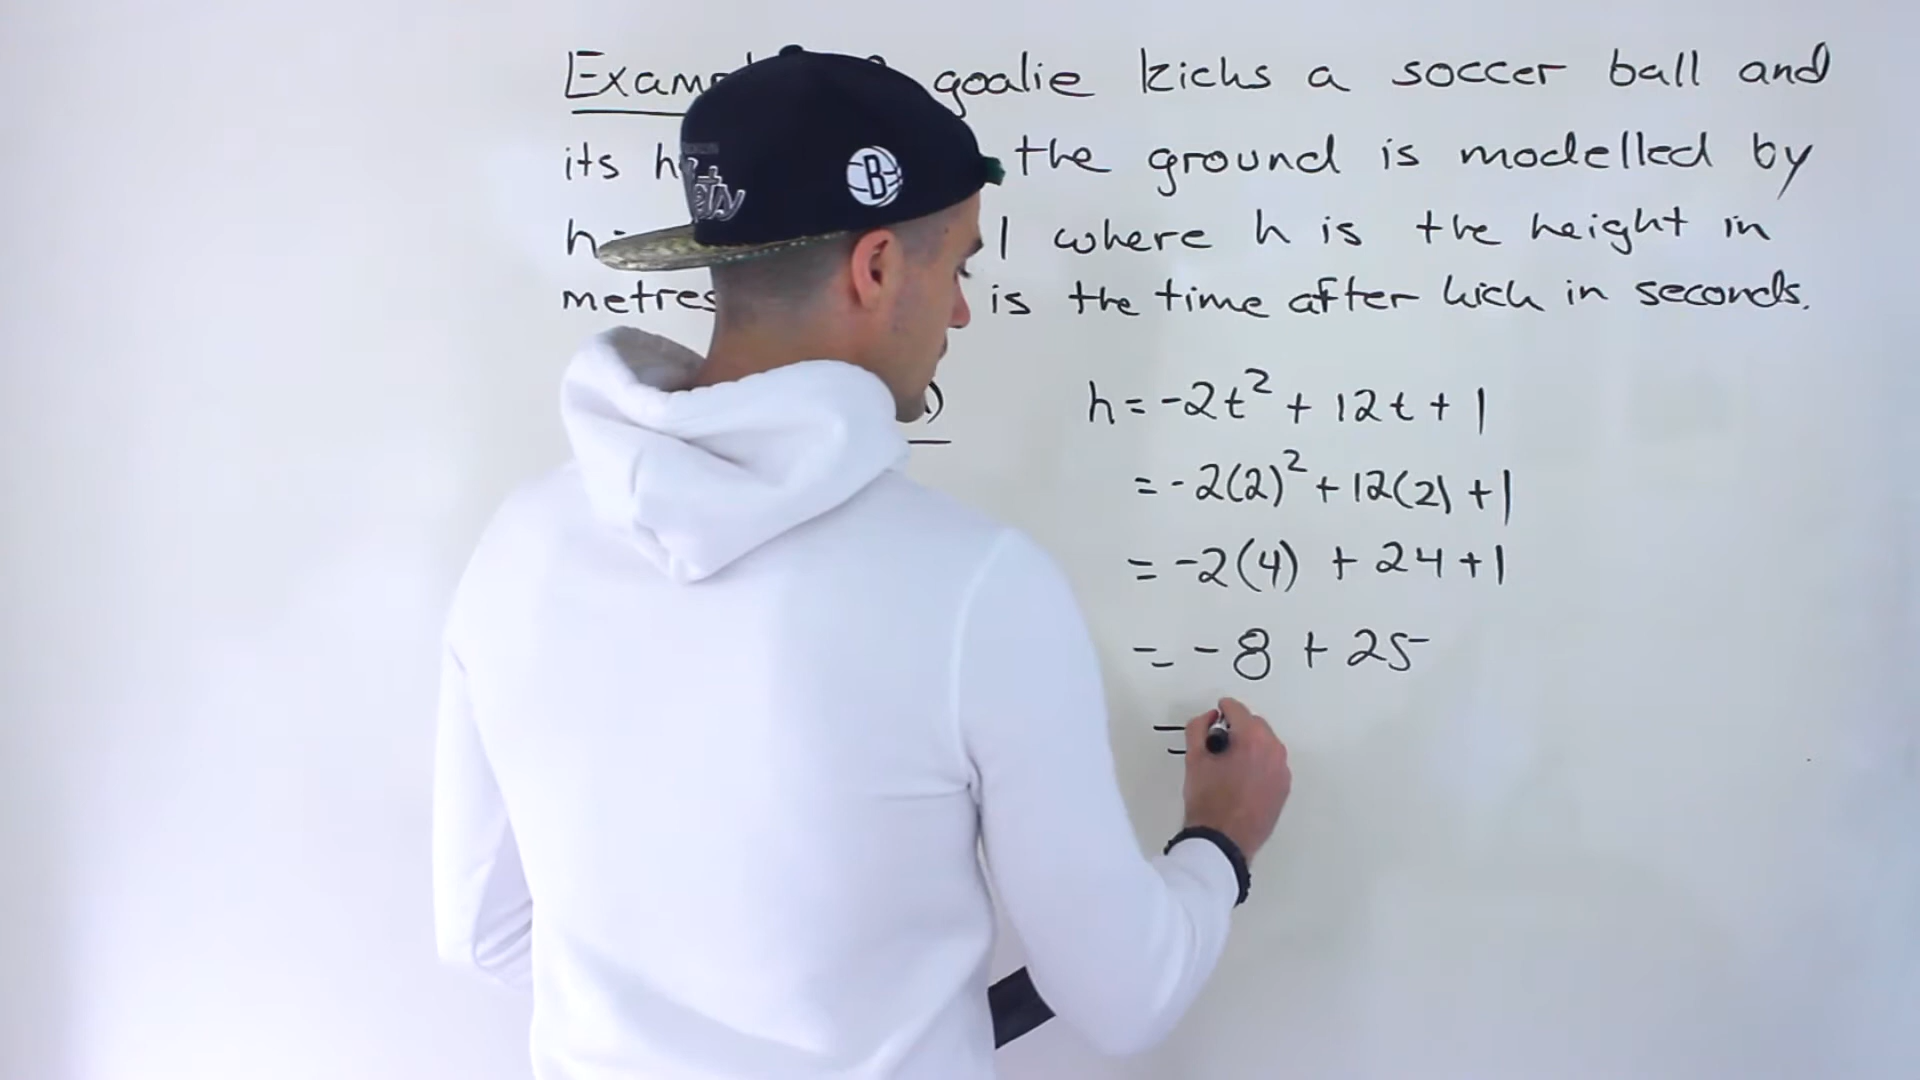 goalie kicks a soccer ball and
its the ground is modelled by
1 where h is the height in
metres is the time after kick in seconds.
h = -2t² + 12t + 1
= -2(2)² + 12(2) + 1
= -2(4) + 24 + 1
= -8 + 25
=
B